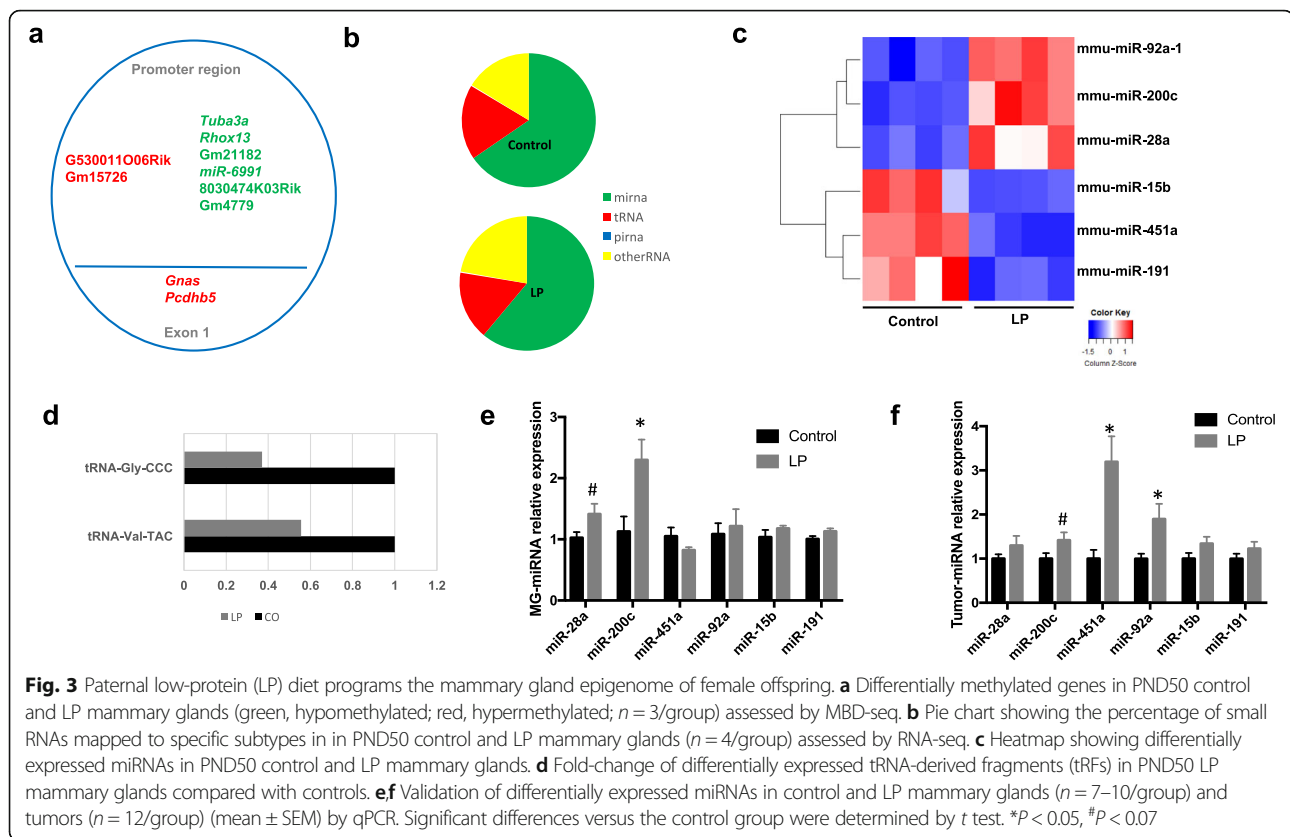 a
Promoter region
G530011O06Rik
Gm15726
Tuba3a
Rhox13
Gm21182
miR-6991
8030474K03Rik
Gm4779
Gnas
Pcdhb5
Exon 1
b
Control
LP
mirna
tRNA
pirna
otherRNA
c
mmu-miR-92a-1
mmu-miR-200c
mmu-miR-28a
mmu-miR-15b
mmu-miR-451a
mmu-miR-191
Control LP
Color Key
-1.5 0 1
Column Z-Score
d
tRNA-Gly-CCC
tRNA-Val-TAC
0 0.2 0.4 0.6 0.8 1 1.2
LP CO
e
MG-miRNA relative expression
3
2
1
0
# *
Control
LP
miR-28a miR-200c miR-451a miR-92a miR-15b miR-191
f
Tumor-miRNA relative expression
4
3
2
1
0
# * *
Control
LP
miR-28a miR-200c miR-451a miR-92a miR-15b miR-191
Fig. 3 Paternal low-protein (LP) diet programs the mammary gland epigenome of female offspring. a Differentially methylated genes in PND50 control
and LP mammary glands (green, hypomethylated; red, hypermethylated; n = 3/group) assessed by MBD-seq. b Pie chart showing the percentage of small
RNAs mapped to specific subtypes in in PND50 control and LP mammary glands (n = 4/group) assessed by RNA-seq. c Heatmap showing differentially
expressed miRNAs in PND50 control and LP mammary glands. d Fold-change of differentially expressed tRNA-derived fragments (tRFs) in PND50 LP
mammary glands compared with controls. e,f Validation of differentially expressed miRNAs in control and LP mammary glands (n = 7–10/group) and
tumors (n = 12/group) (mean ± SEM) by qPCR. Significant differences versus the control group were determined by t test. *P < 0.05, #P < 0.07